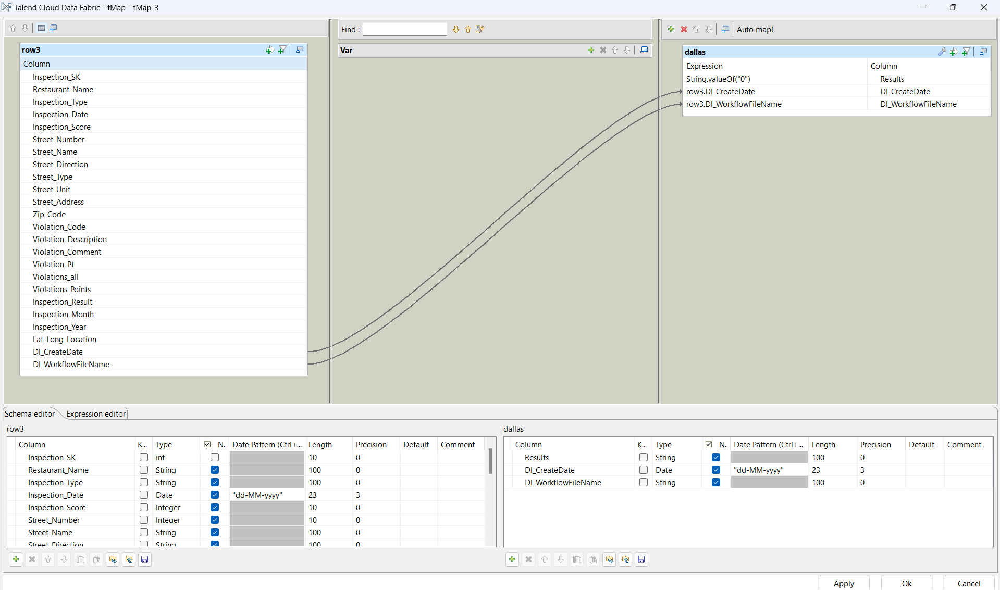 Talend Cloud Data Fabric - tMap - tMap_3
Find :
Auto map!
row3
Column
Inspection_SK
Restaurant_Name
Inspection_Type
Inspection_Date
Inspection_Score
Street_Number
Street_Name
Street_Direction
Street_Type
Street_Unit
Street_Address
Zip_Code
Violation_Code
Violation_Description
Violation_Comment
Violation_Pt
Violations_all
Violations_Points
Inspection_Result
Inspection_Month
Inspection_Year
Lat_Long_Location
DI_CreateDate
DI_WorkflowFileName
Var
dallas
Expression Column
String.valueOf("0") Results
row3.DI_CreateDate DI_CreateDate
row3.DI_WorkflowFileName DI_WorkflowFileName
Schema editor Expression editor
row3
Column K... Type N.. Date Pattern (Ctrl+... Length Precision Default Comment
Inspection_SK int 10 0
Restaurant_Name String 100 0
Inspection_Type String 100 0
Inspection_Date Date "dd-MM-yyyy" 23 3
Inspection_Score Integer 10 0
Street_Number Integer 10 0
Street_Name String 100 0
Street_Direction String 100 0
dallas
Column K... Type N.. Date Pattern (Ctrl+... Length Precision Default Comment
Results String 100 0
DI_CreateDate Date "dd-MM-yyyy" 23 3
DI_WorkflowFileName String 100 0
Apply Ok Cancel